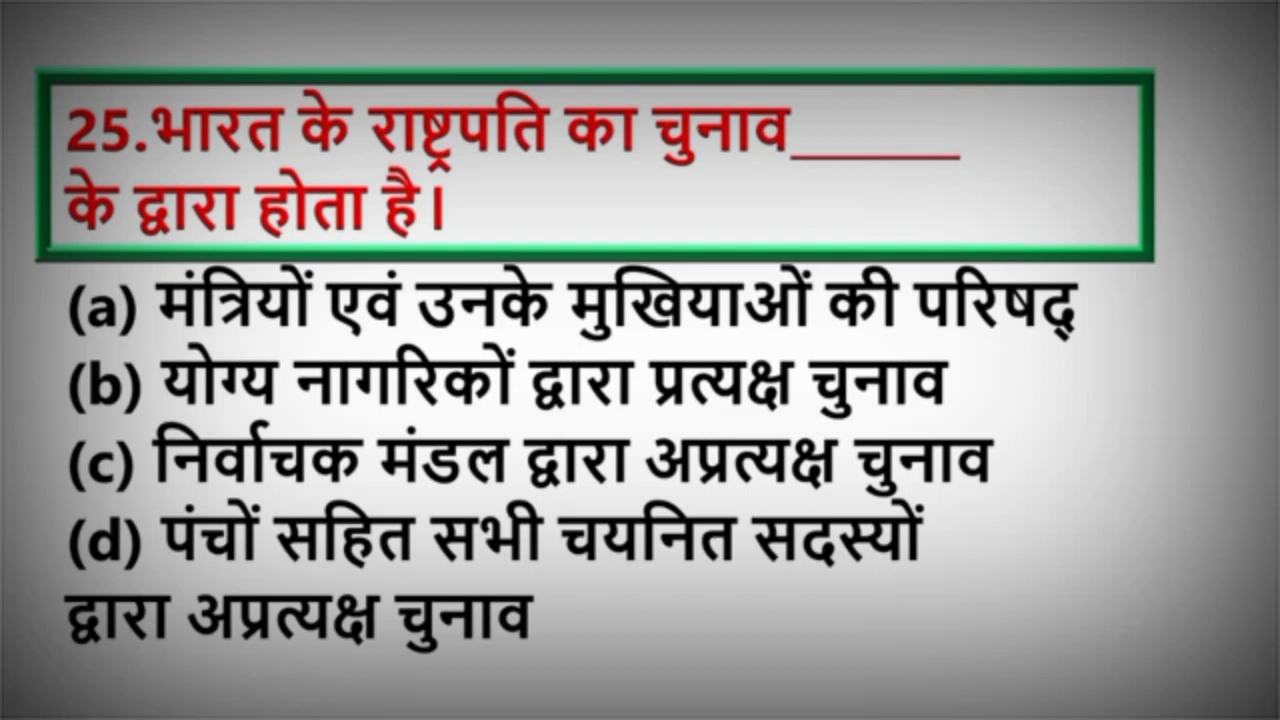 25.भारत के राष्ट्रपति का चुनाव______
के द्वारा होता है।
(a) मंत्रियों एवं उनके मुखियाओं की परिषद्
(b) योग्य नागरिकों द्वारा प्रत्यक्ष चुनाव
(c) निर्वाचक मंडल द्वारा अप्रत्यक्ष चुनाव
(d) पंचों सहित सभी चयनित सदस्यों
द्वारा अप्रत्यक्ष चुनाव